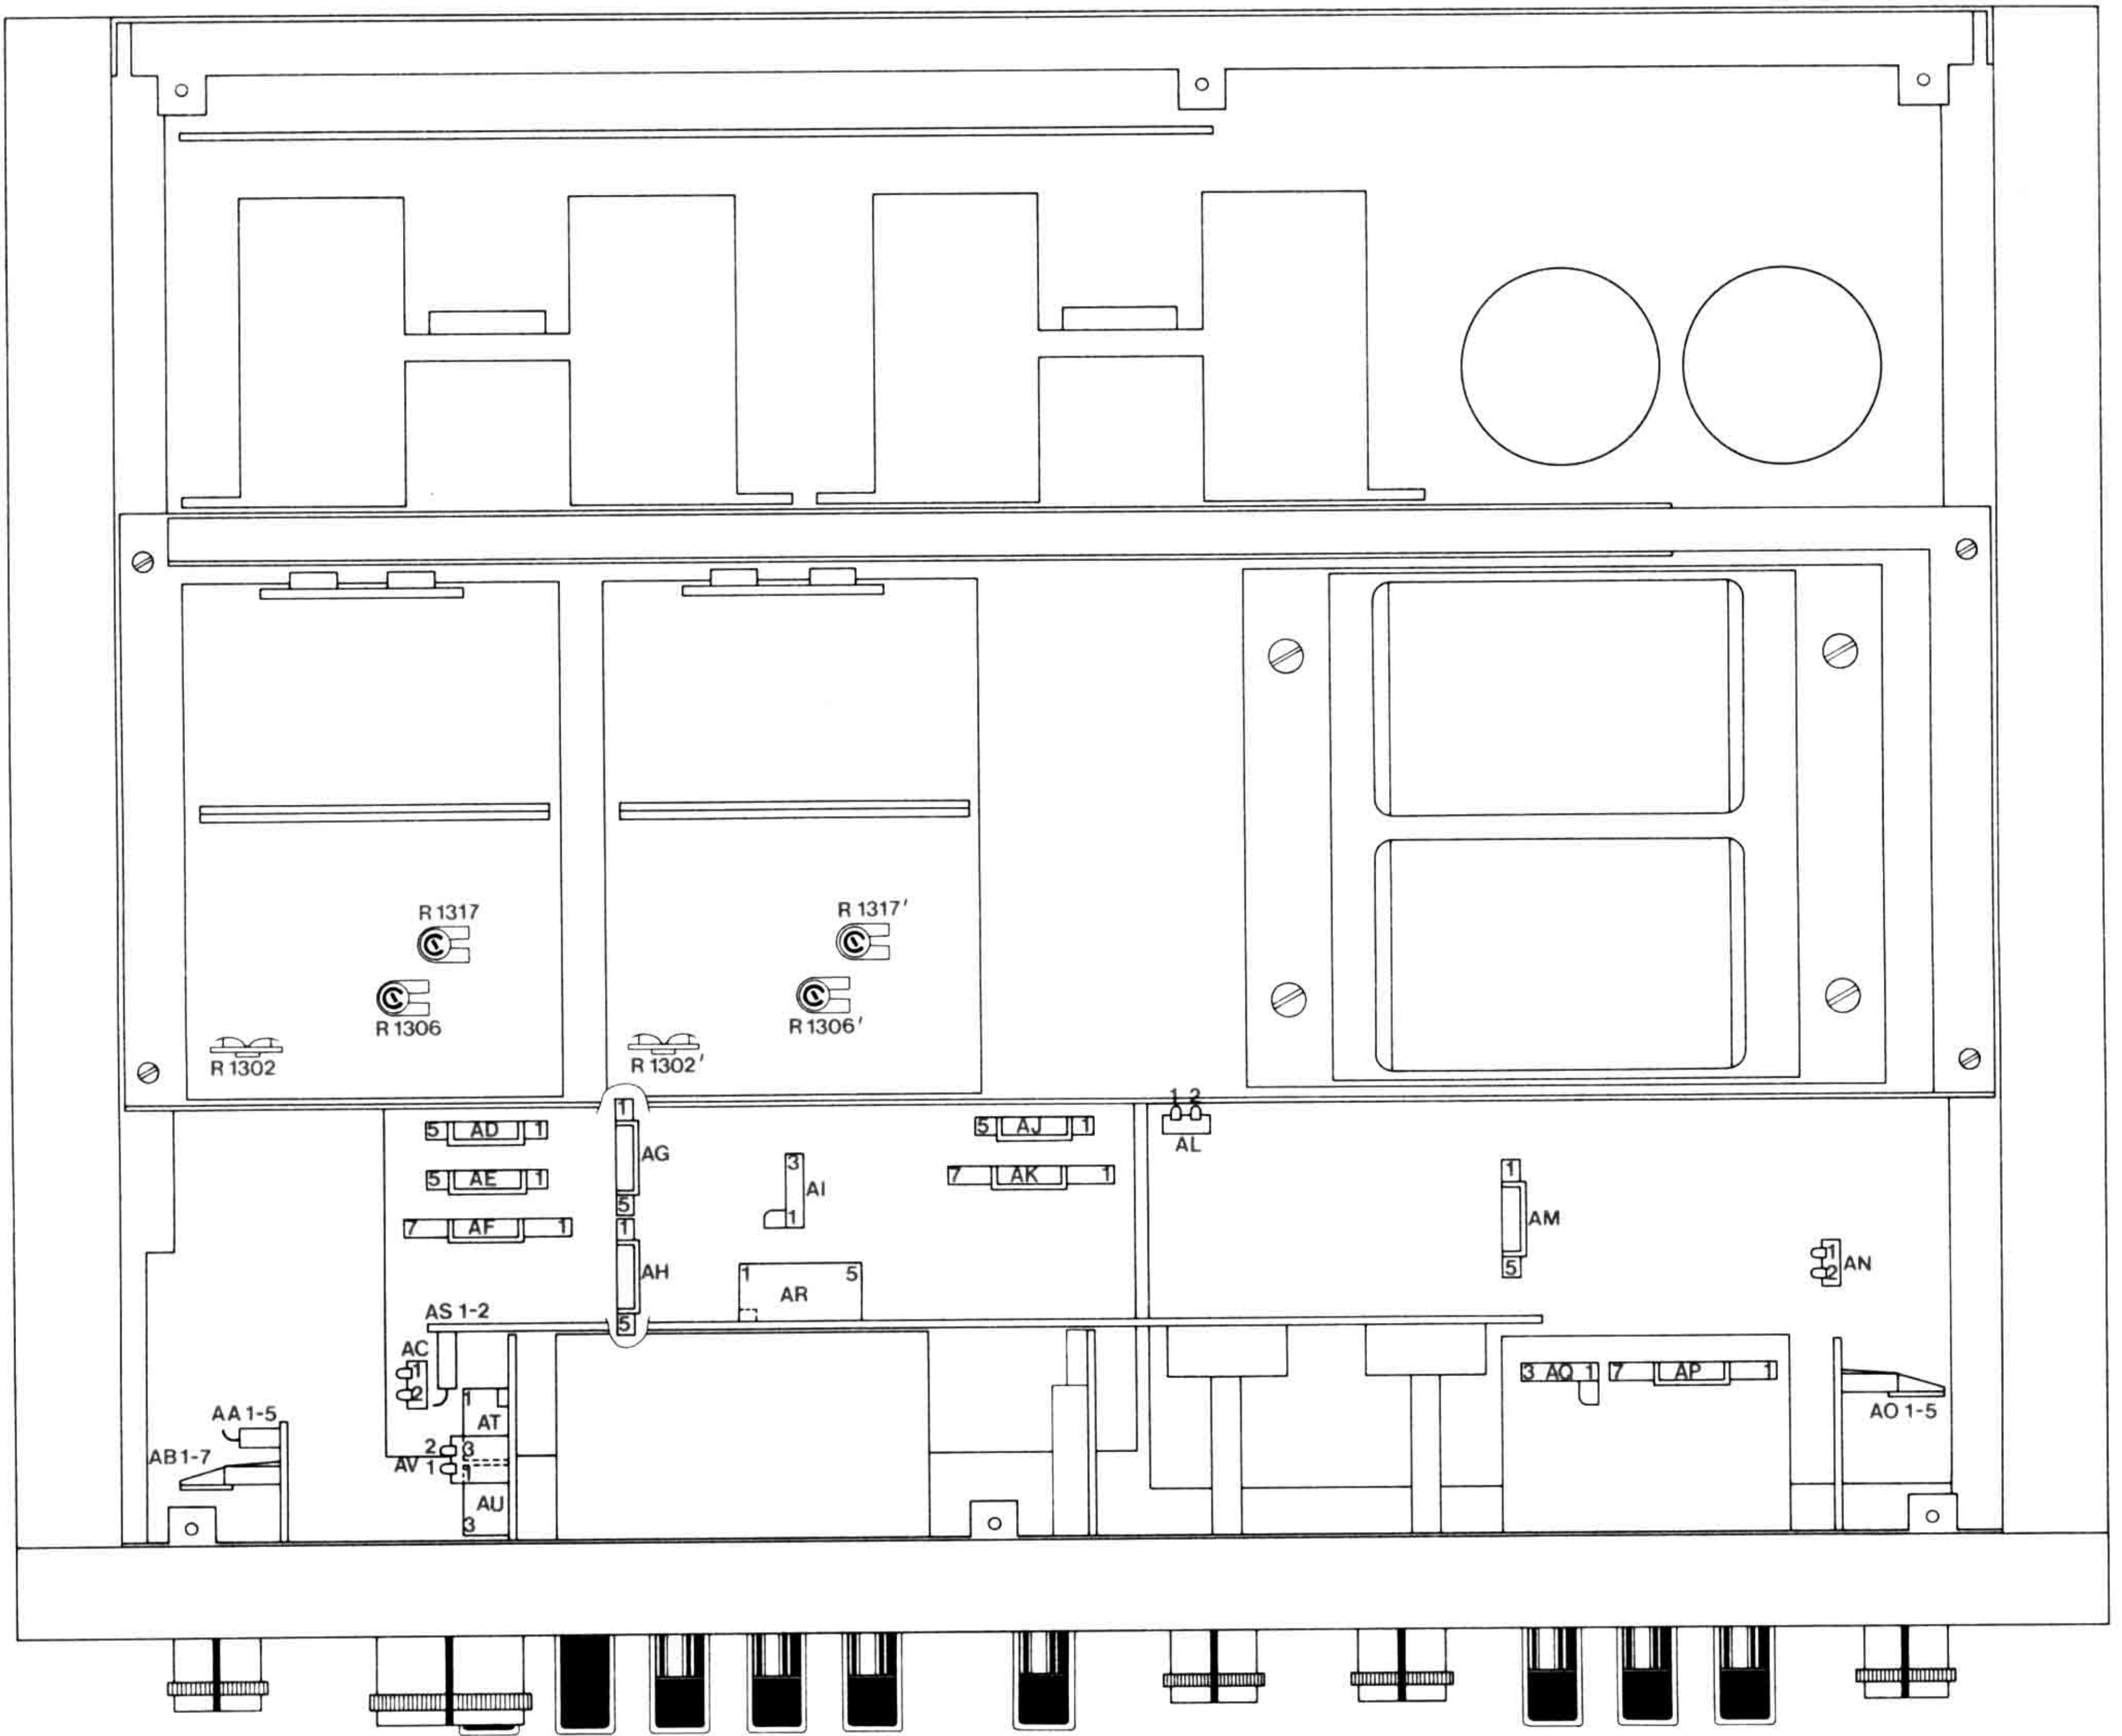 R 1317
R 1317'
R 1306
R 1306'
R 1302
R 1302'
1 2
AL
5 AD 1
1
AG
5
5 AJ 1
5 AE 1
3
AI
1
7 AK 1
1
AM
5
7 AF 1
1
AH
5
1 5
AR
1
2
AN
AS 1-2
AC
1
2
3 AQ 1
7 AP 1
AA 1-5
1
AT
3
AO 1-5
AB 1-7
2
AV 1
1
AU
3